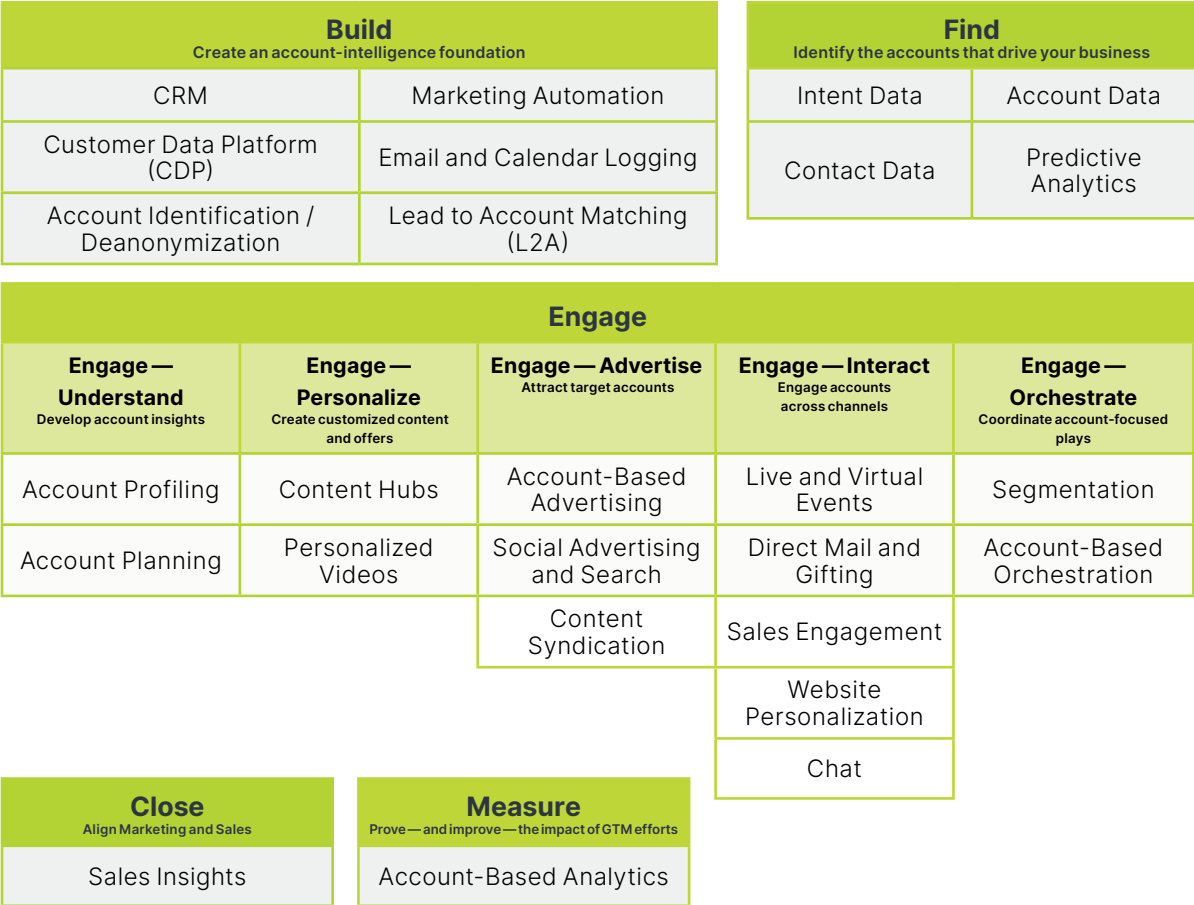 Build
Create an account-intelligence foundation
CRM
Marketing Automation
Customer Data Platform
(CDP)
Email and Calendar Logging
Account Identification /
Deanonymization
Lead to Account Matching
(L2A)
Find
Identify the accounts that drive your business
Intent Data
Account Data
Contact Data
Predictive
Analytics
Engage
Engage —
Understand
Develop account insights
Engage —
Personalize
Create customized content
and offers
Engage — Advertise
Attract target accounts
Engage — Interact
Engage accounts
across channels
Engage —
Orchestrate
Coordinate account-focused
plays
Account Profiling
Content Hubs
Account-Based
Advertising
Live and Virtual
Events
Segmentation
Account Planning
Personalized
Videos
Social Advertising
and Search
Direct Mail and
Gifting
Account-Based
Orchestration
Content
Syndication
Sales Engagement
Website
Personalization
Chat
Close
Align Marketing and Sales
Sales Insights
Measure
Prove — and improve — the impact of GTM efforts
Account-Based Analytics